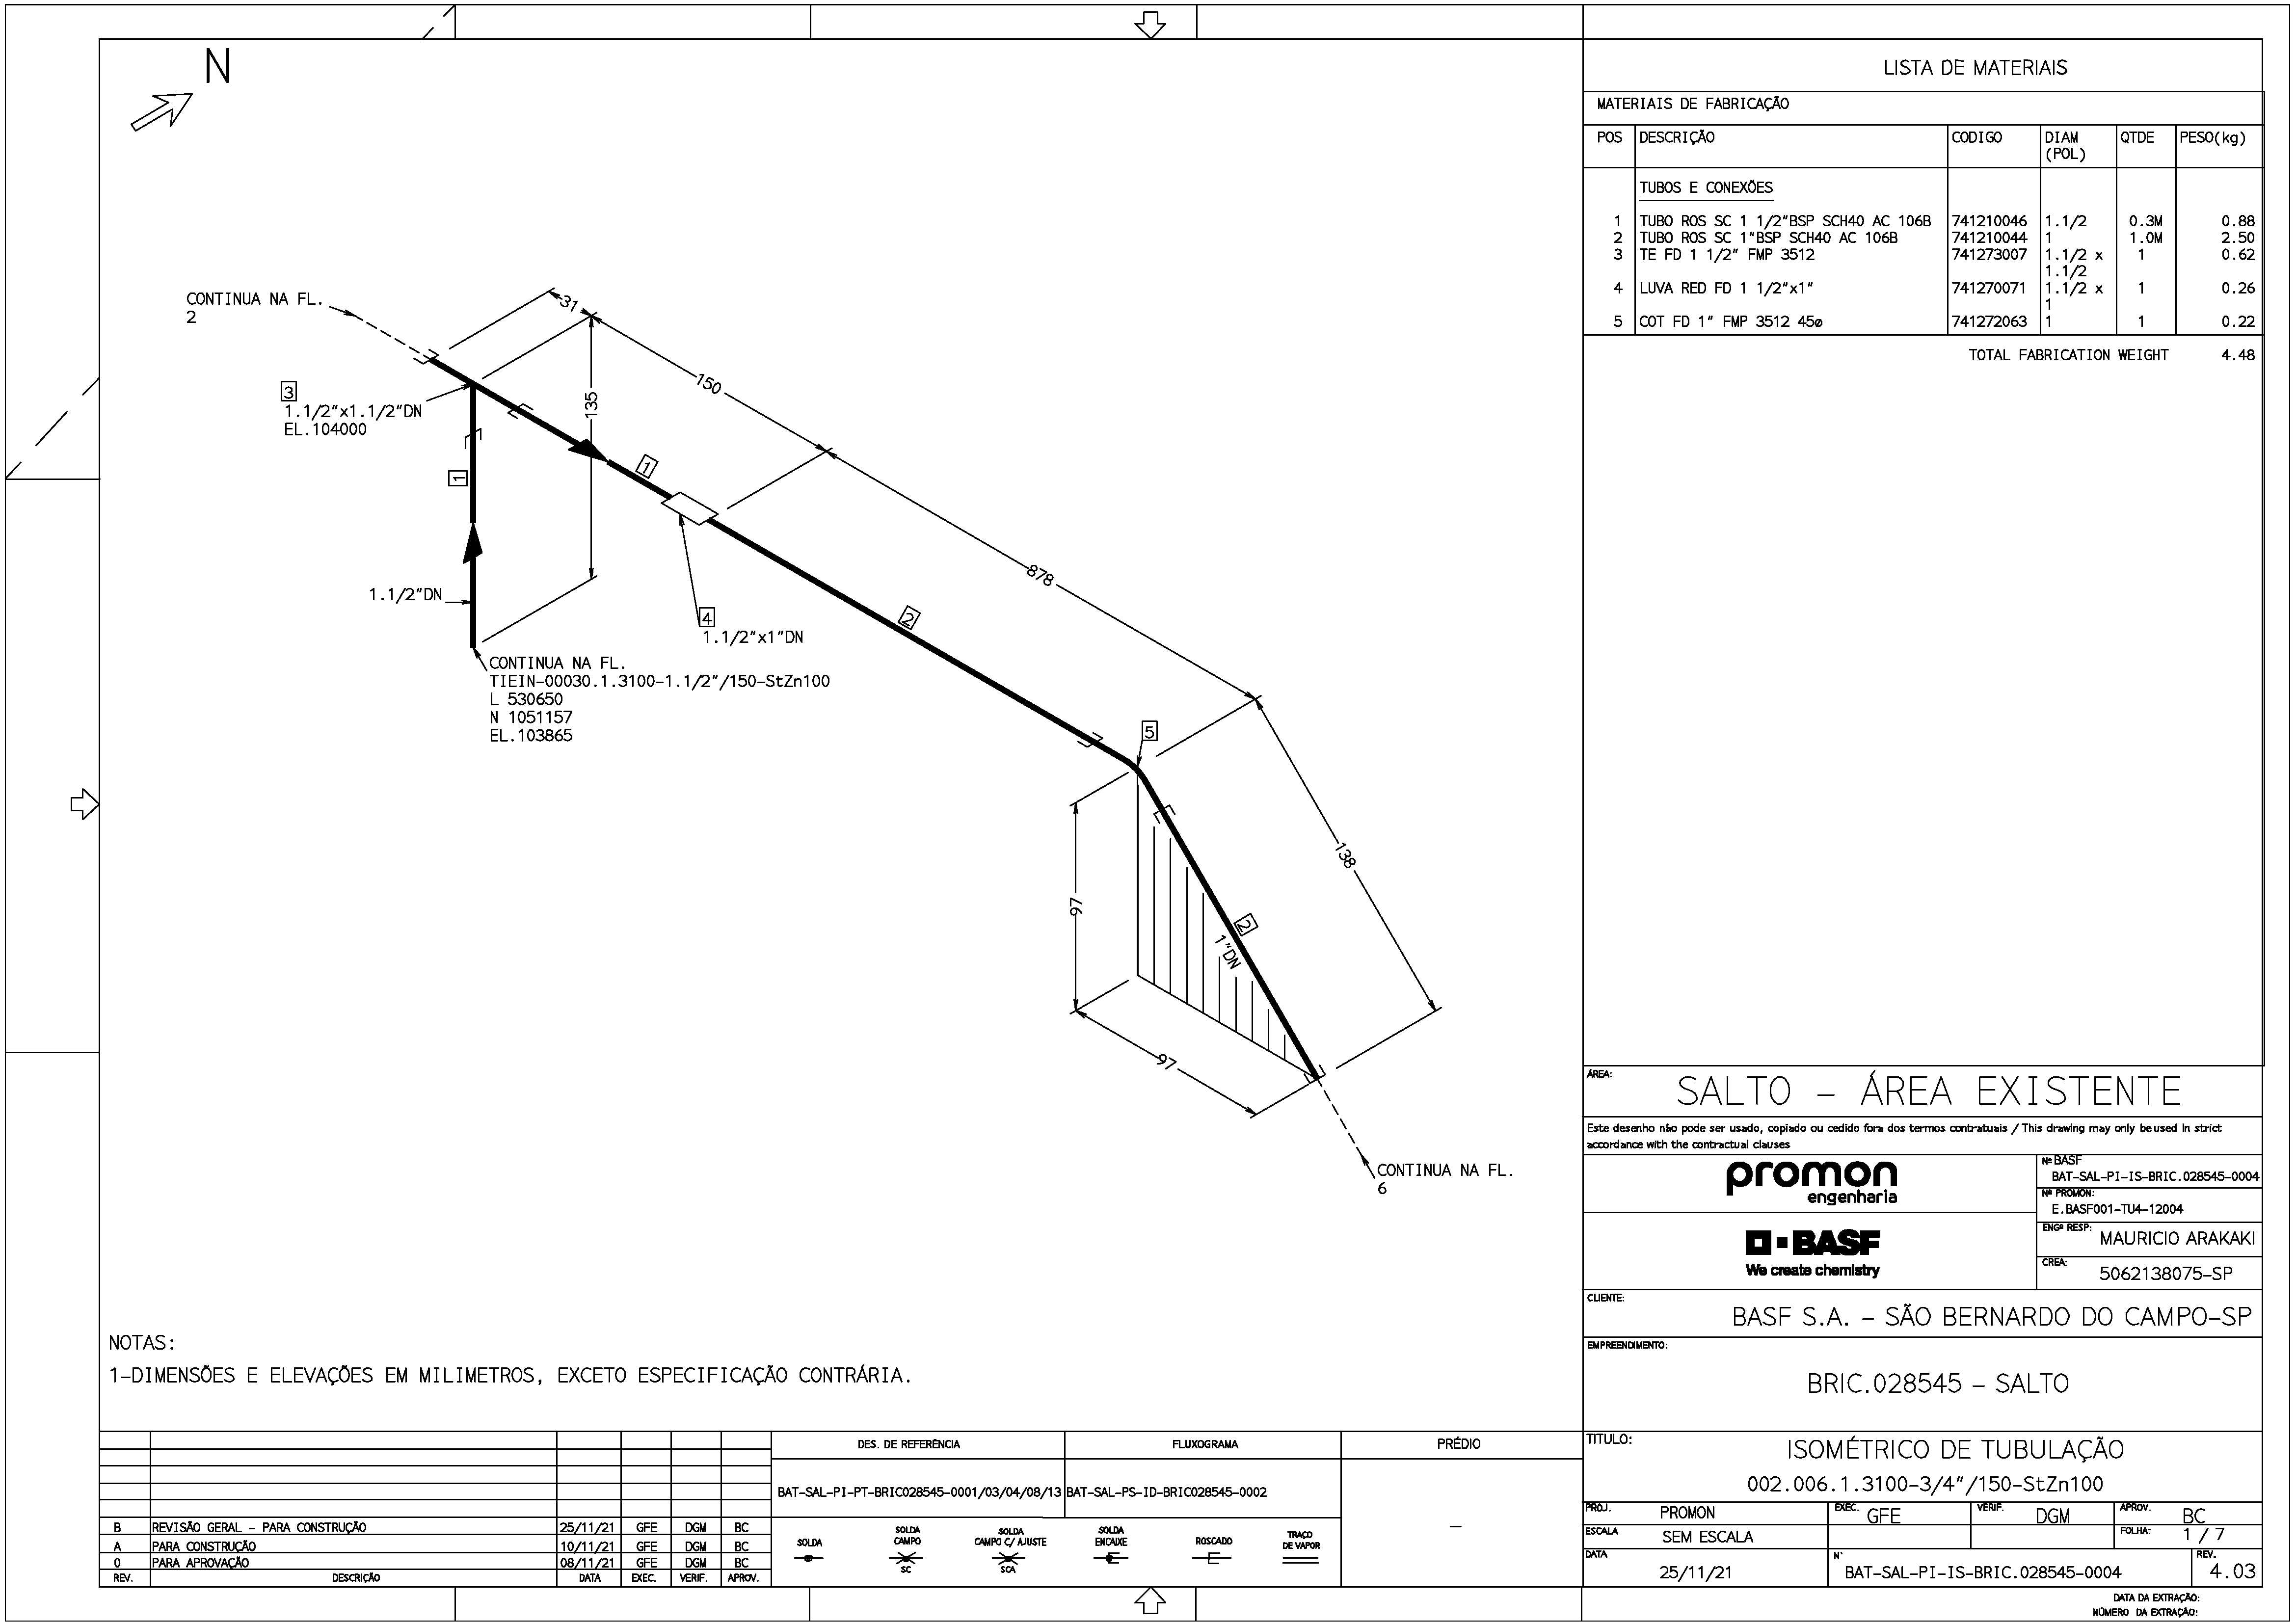 N
CONTINUA NA FL.
2
3
1.1/2"x1.1/2"DN
EL.104000
31
150
135
1
1
878
1.1/2"DN
4
1.1/2"x1"DN
2
CONTINUA NA FL.
TIEIN-00030.1.3100-1.1/2"/150-StZn100
L 530650
N 1051157
EL.103865
5
138
97
2
1"DN
97
CONTINUA NA FL.
6
NOTAS:
1-DIMENSÕES E ELEVAÇÕES EM MILIMETROS, EXCETO ESPECIFICAÇÃO CONTRÁRIA.
LISTA DE MATERIAIS
MATERIAIS DE FABRICAÇÃO
POS DESCRIÇÃO CODIGO DIAM (POL) QTDE PESO(kg)
TUBOS E CONEXÕES
1 TUBO ROS SC 1 1/2"BSP SCH40 AC 106B 741210046 1.1/2 0.3M 0.88
2 TUBO ROS SC 1"BSP SCH40 AC 106B 741210044 1 1.0M 2.50
3 TE FD 1 1/2" FMP 3512 741273007 1.1/2 x 1 0.62
1.1/2
4 LUVA RED FD 1 1/2"x1" 741270071 1.1/2 x 1 0.26
1
5 COT FD 1" FMP 3512 45ø 741272063 1 1 0.22
TOTAL FABRICATION WEIGHT 4.48
ÁREA:
SALTO - ÁREA EXISTENTE
Este desenho não pode ser usado, copiado ou cedido fora dos termos contratuais / This drawing may only be used in strict
accordance with the contractual clauses
promon
engenharia
Nº BASF
BAT-SAL-PI-IS-BRIC.028545-0004
Nº PROMON:
E.BASF001-TU4-12004
BASF
We create chemistry
ENGº RESP:
MAURICIO ARAKAKI
CREA:
5062138075-SP
CLIENTE:
BASF S.A. - SÃO BERNARDO DO CAMPO-SP
EMPREENDIMENTO:
BRIC.028545 - SALTO
TITULO:
ISOMÉTRICO DE TUBULAÇÃO
002.006.1.3100-3/4"/150-StZn100
PROJ. PROMON EXEC. GFE VERIF. DGM APROV. BC
ESCALA SEM ESCALA FOLHA: 1 / 7
DATA 25/11/21 N° BAT-SAL-PI-IS-BRIC.028545-0004 REV. 4.03
DATA DA EXTRAÇÃO:
NÚMERO DA EXTRAÇÃO:
B REVISÃO GERAL - PARA CONSTRUÇÃO 25/11/21 GFE DGM BC
A PARA CONSTRUÇÃO 10/11/21 GFE DGM BC
0 PARA APROVAÇÃO 08/11/21 GFE DGM BC
REV. DESCRIÇÃO DATA EXEC. VERIF. APROV.
DES. DE REFERÊNCIA FLUXOGRAMA PRÉDIO
BAT-SAL-PI-PT-BRIC028545-0001/03/04/08/13 BAT-SAL-PS-ID-BRIC028545-0002 -
SOLDA
SOLDA CAMPO
SC
SOLDA CAMPO C/ AJUSTE
SCA
SOLDA ENCAIXE
ROSCADO
TRAÇO DE VAPOR